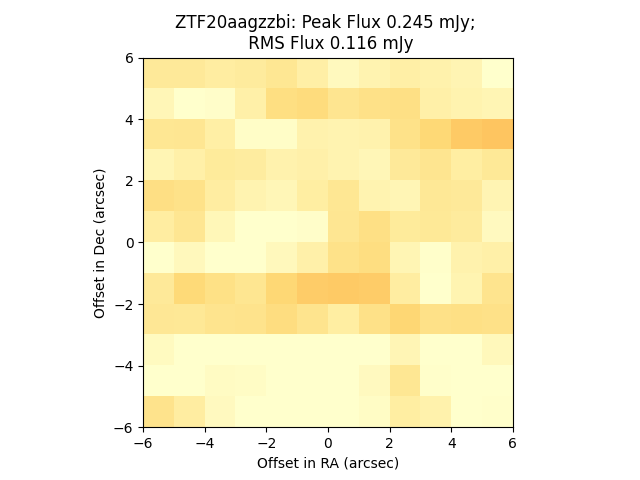 ZTF20aagzzbi: Peak Flux 0.245 mJy;
RMS Flux 0.116 mJy
6
4
2
0
−2
−4
−6
Offset in Dec (arcsec)
−6 −4 −2 0 2 4 6
Offset in RA (arcsec)